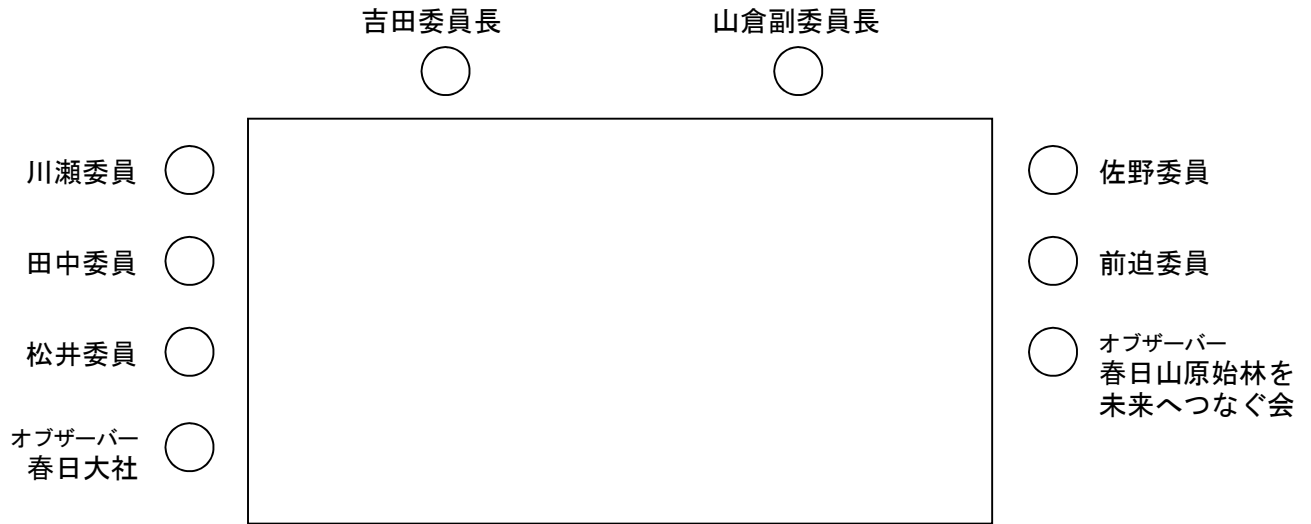 吉田委員長
山倉副委員長
川瀬委員
佐野委員
田中委員
前迫委員
松井委員
オブザーバー
春日山原始林を
未来へつなぐ会
オブザーバー
春日大社